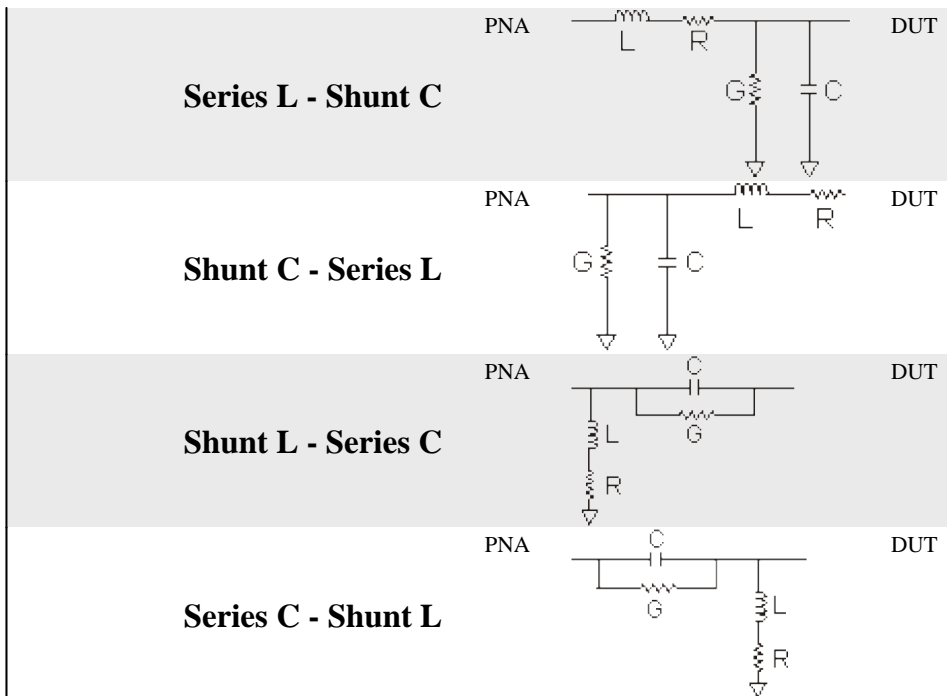 PNA DUT
L R
Series L - Shunt C
G C
PNA DUT
L R
Shunt C - Series L
G C
PNA DUT
C
G
Shunt L - Series C
L
R
PNA DUT
C
G
Series C - Shunt L
L
R